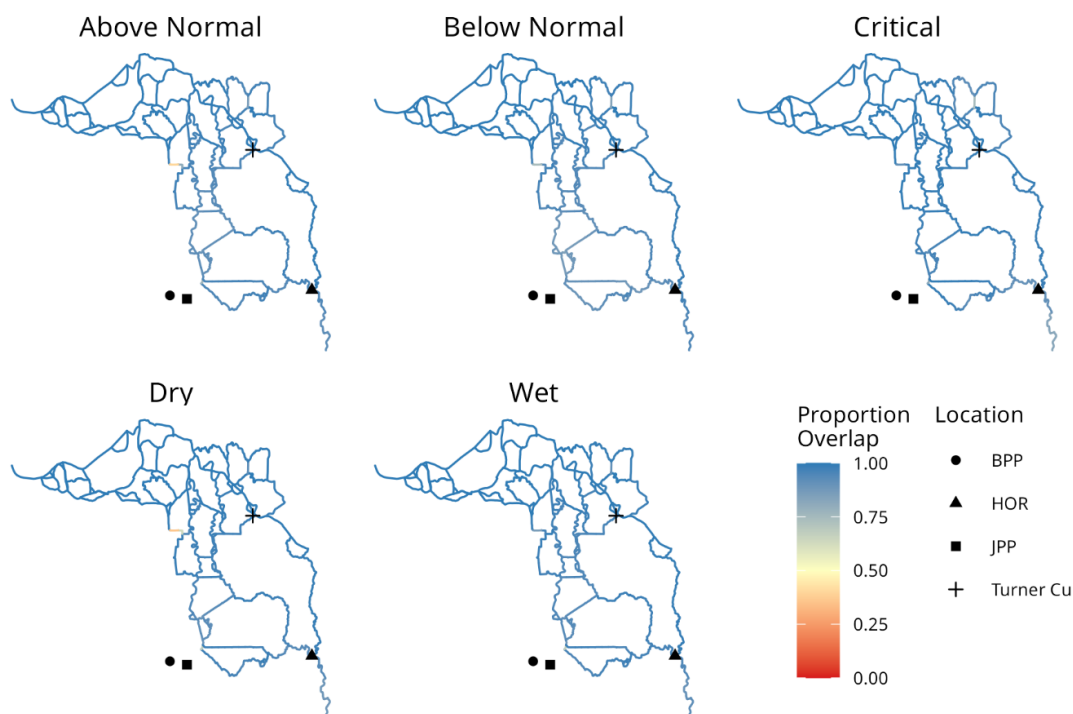 Above Normal
Below Normal
Critical
Dry
Wet
Proportion
Overlap
1.00
0.75
0.50
0.25
0.00
Location
BPP
HOR
JPP
Turner Cu